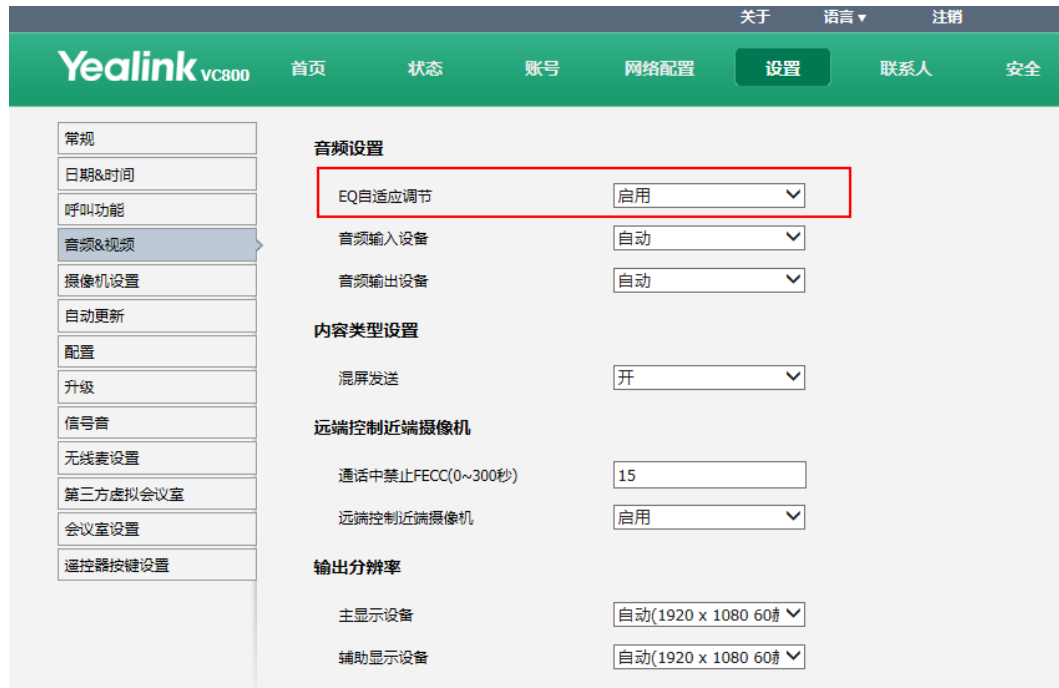 关于 语言▼ 注销
Yealink VC800 首页 状态 账号 网络配置 设置 联系人 安全
常规
日期&时间
呼叫功能
音频&视频
摄像机设置
自动更新
配置
升级
信号音
无线麦设置
第三方虚拟会议室
会议室设置
遥控器按键设置
音频设置
EQ自适应调节 启用
音频输入设备 自动
音频输出设备 自动
内容类型设置
混屏发送 开
远端控制近端摄像机
通话中禁止FECC(0~300秒) 15
远端控制近端摄像机 启用
输出分辨率
主显示设备 自动(1920 x 1080 60
辅助显示设备 自动(1920 x 1080 60